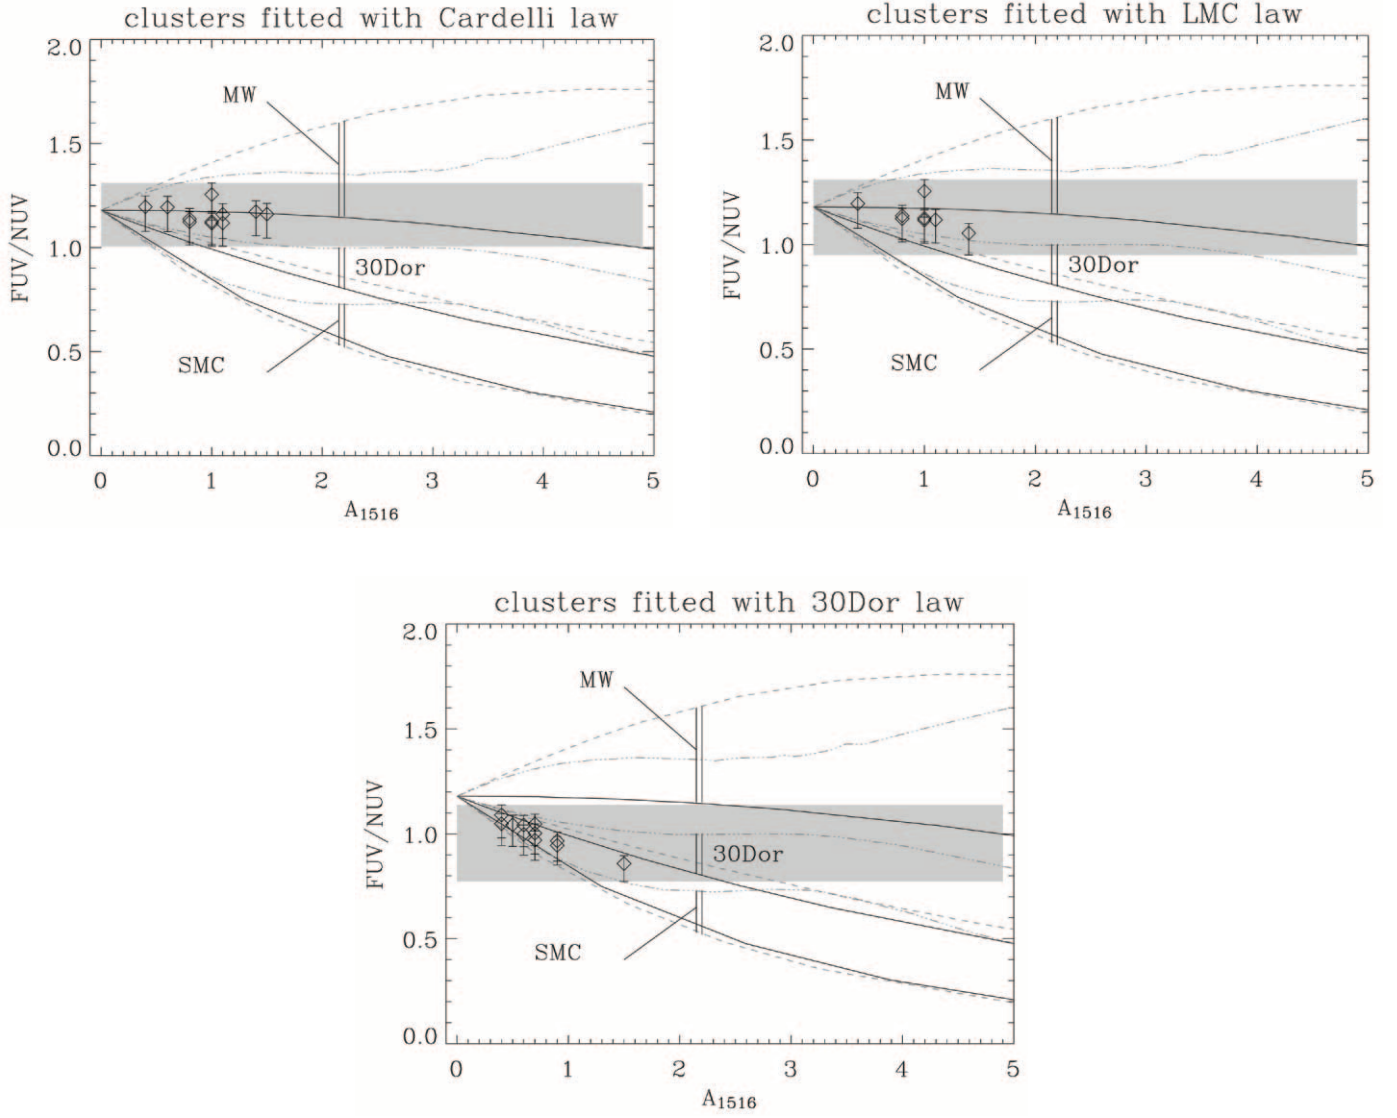 clusters fitted with Cardelli law
2.0
1.5
1.0
0.5
0.0
FUV/NUV
MW
30Dor
SMC
0 1 2 3 4 5
A1516
clusters fitted with LMC law
2.0
1.5
1.0
0.5
0.0
FUV/NUV
MW
30Dor
SMC
0 1 2 3 4 5
A1516
clusters fitted with 30Dor law
2.0
1.5
1.0
0.5
0.0
FUV/NUV
MW
30Dor
SMC
0 1 2 3 4 5
A1516